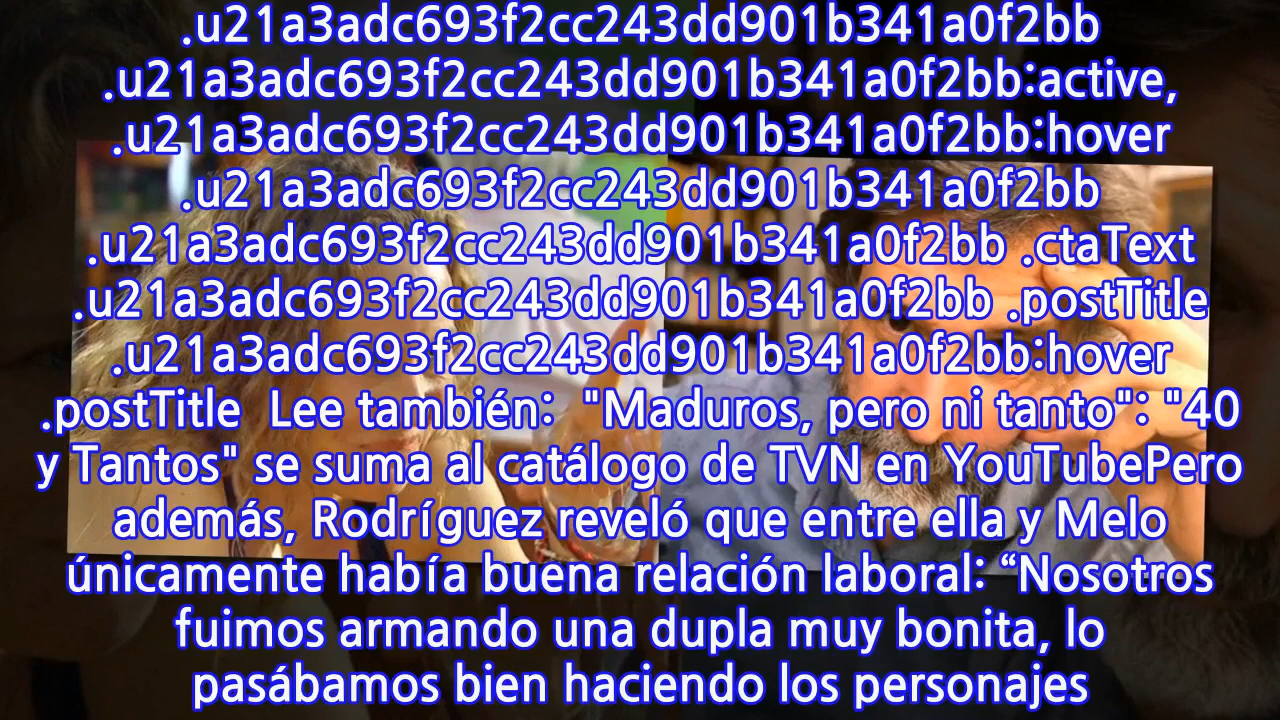 .u21a3adc693f2cc243dd901b341a0f2bb
.u21a3adc693f2cc243dd901b341a0f2bb:active,
.u21a3adc693f2cc243dd901b341a0f2bb:hover
.u21a3adc693f2cc243dd901b341a0f2bb
.u21a3adc693f2cc243dd901b341a0f2bb .ctaText
.u21a3adc693f2cc243dd901b341a0f2bb .postTitle
.u21a3adc693f2cc243dd901b341a0f2bb:hover
.postTitle  Lee también:  "Maduros, pero ni tanto": "40
y Tantos" se suma al catálogo de TVN en YouTubePero
además, Rodríguez reveló que entre ella y Melo
únicamente había buena relación laboral: “Nosotros
fuimos armando una dupla muy bonita, lo
pasábamos bien haciendo los personajes